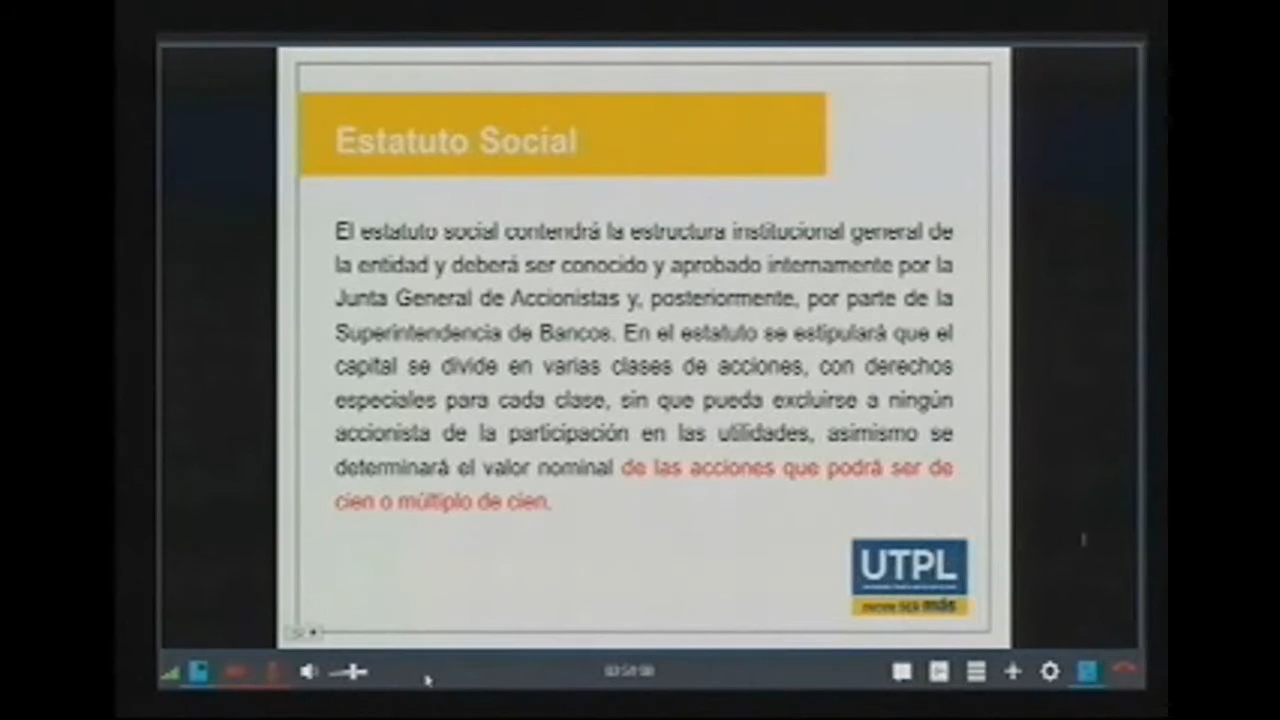 Estatuto Social
El estatuto social contendrá la estructura institucional general de
la entidad y deberá ser conocido y aprobado internamente por la
Junta General de Accionistas y, posteriormente, por parte de la
Superintendencia de Bancos. En el estatuto se estipulará que el
capital se divide en varias clases de acciones, con derechos
especiales para cada clase, sin que pueda excluirse a ningún
accionista de la participación en las utilidades, asimismo se
determinará el valor nominal de las acciones que podrá ser de
cien o múltiplo de cien.
UTPL
más